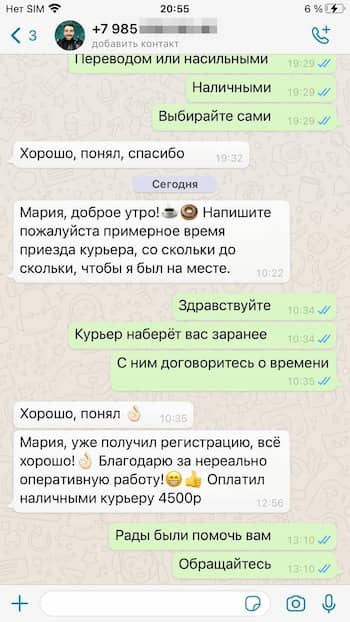 Нет SIM
20:55
6 %
3
+7 985
добавить контакт
Переводом или насильными
19:29
Наличными
19:29
Выбирайте сами
19:29
Хорошо, понял, спасибо
19:32
Сегодня
Мария, доброе утро!☕🍩 Напишите
пожалуйста примерное время
приезда курьера, со скольки до
скольки, чтобы я был на месте.
10:22
Здравствуйте
10:34
Курьер наберёт вас заранее
10:34
С ним договоритесь о времени
10:35
Хорошо, понял 👌🏻
10:35
Мария, уже получил регистрацию, всё
хорошо!👌🏻 Благодарю за нереально
оперативную работу!😁👍 Оплатил
наличными курьеру 4500р
12:56
Рады были помочь вам
13:10
Обращайтесь
13:10